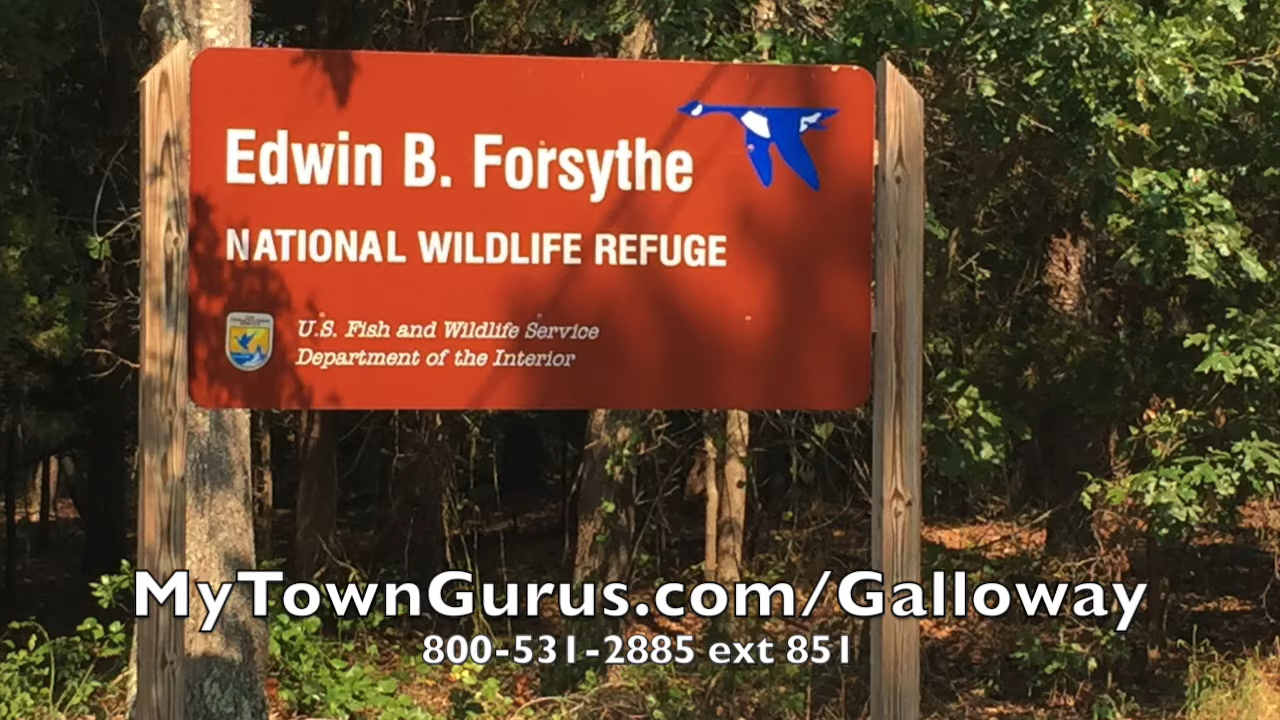 Edwin B. Forsythe
NATIONAL WILDLIFE REFUGE
U.S. Fish and Wildlife Service
Department of the Interior
MyTownGurus.com/Galloway
800-531-2885 ext 851